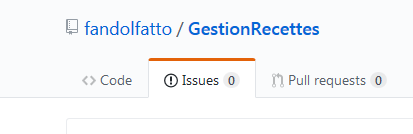 fandolfatto / GestionRecettes
Code Issues 0 Pull requests 0